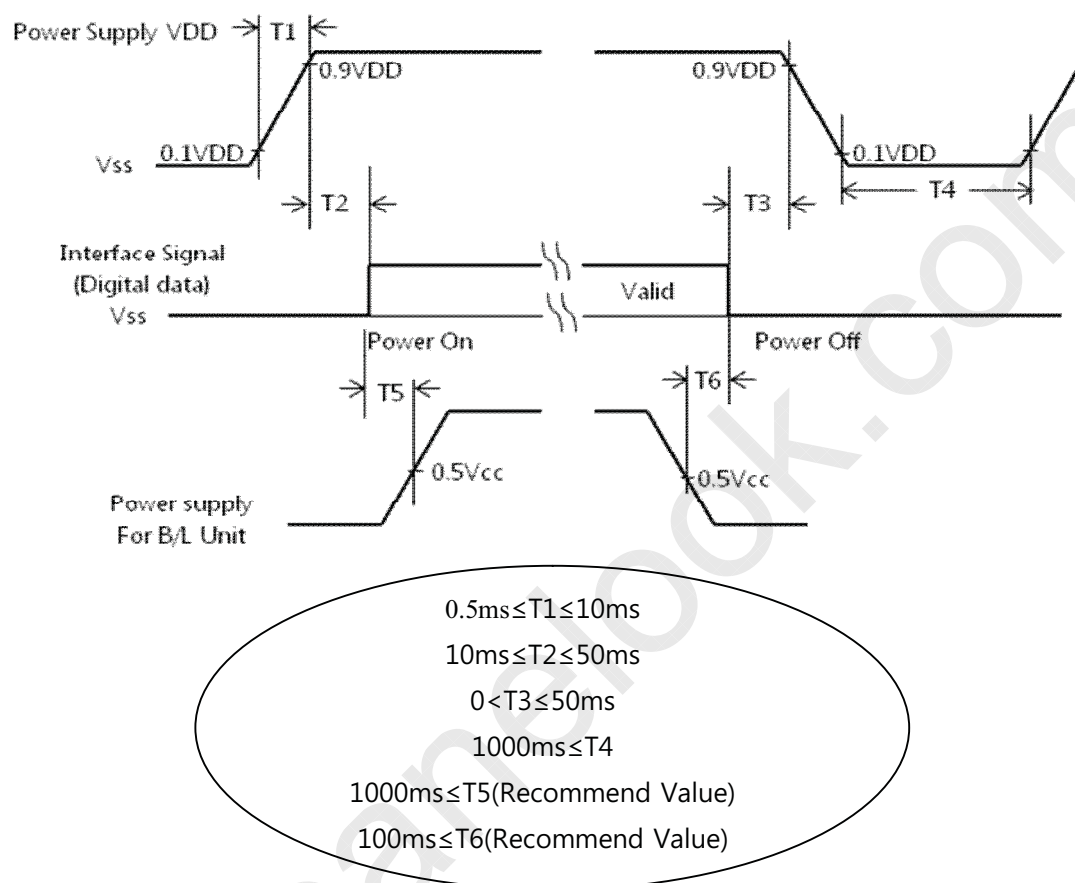 Power Supply VDD
T1
0.9VDD
0.9VDD
0.1VDD
Vss
0.1VDD
T2
T3
T4
Interface Signal
(Digital data)
Valid
Vss
Power On
Power Off
T5
T6
0.5Vcc
0.5Vcc
Power supply
For B/L Unit
0.5ms≤T1≤10ms
10ms≤T2≤50ms
0<T3≤50ms
1000ms≤T4
1000ms≤T5(Recommend Value)
100ms≤T6(Recommend Value)
panelook.com